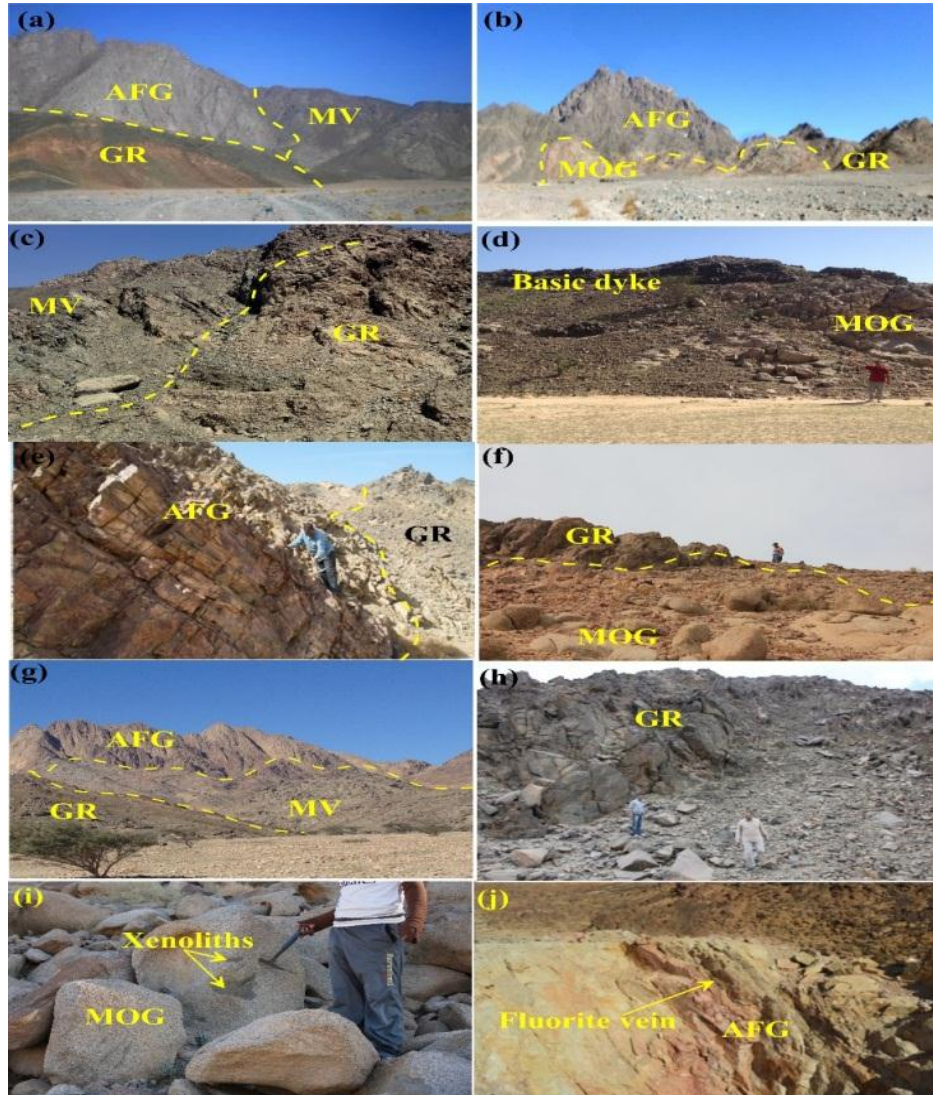 (a)
AFG
MV
GR
(b)
AFG
MOG
GR
(c)
MV
GR
(d)
Basic dyke
MOG
(e)
AFG
GR
(f)
GR
MOG
(g)
AFG
GR
MV
(h)
GR
(i)
Xenoliths
MOG
(j)
Fluorite vein
AFG